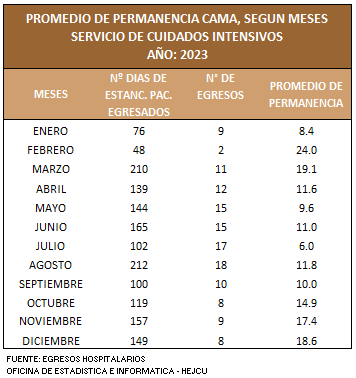 PROMEDIO DE PERMANENCIA CAMA, SEGUN MESES
SERVICIO DE CUIDADOS INTENSIVOS
AÑO: 2023
MESES Nº DIAS DE ESTANC. PAC. EGRESADOS N° DE EGRESOS PROMEDIO DE PERMANENCIA
ENERO 76 9 8.4
FEBRERO 48 2 24.0
MARZO 210 11 19.1
ABRIL 139 12 11.6
MAYO 144 15 9.6
JUNIO 165 15 11.0
JULIO 102 17 6.0
AGOSTO 212 18 11.8
SEPTIEMBRE 100 10 10.0
OCTUBRE 119 8 14.9
NOVIEMBRE 157 9 17.4
DICIEMBRE 149 8 18.6
FUENTE: EGRESOS HOSPITALARIOS
OFICINA DE ESTADISTICA E INFORMATICA - HEJCU